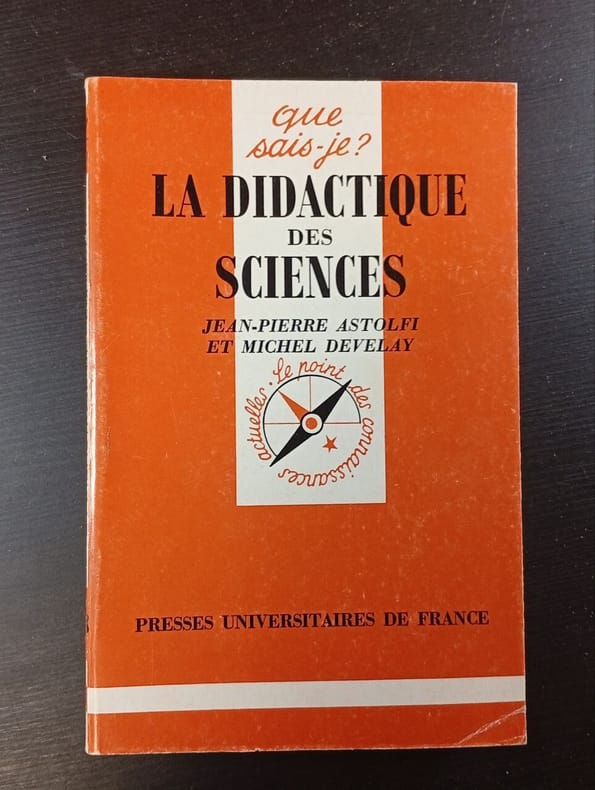 que
sais-je?
LA DIDACTIQUE
DES
SCIENCES
JEAN-PIERRE ASTOLFI
ET MICHEL DEVELAY
Le point des connaissances actuelles.
PRESSES UNIVERSITAIRES DE FRANCE